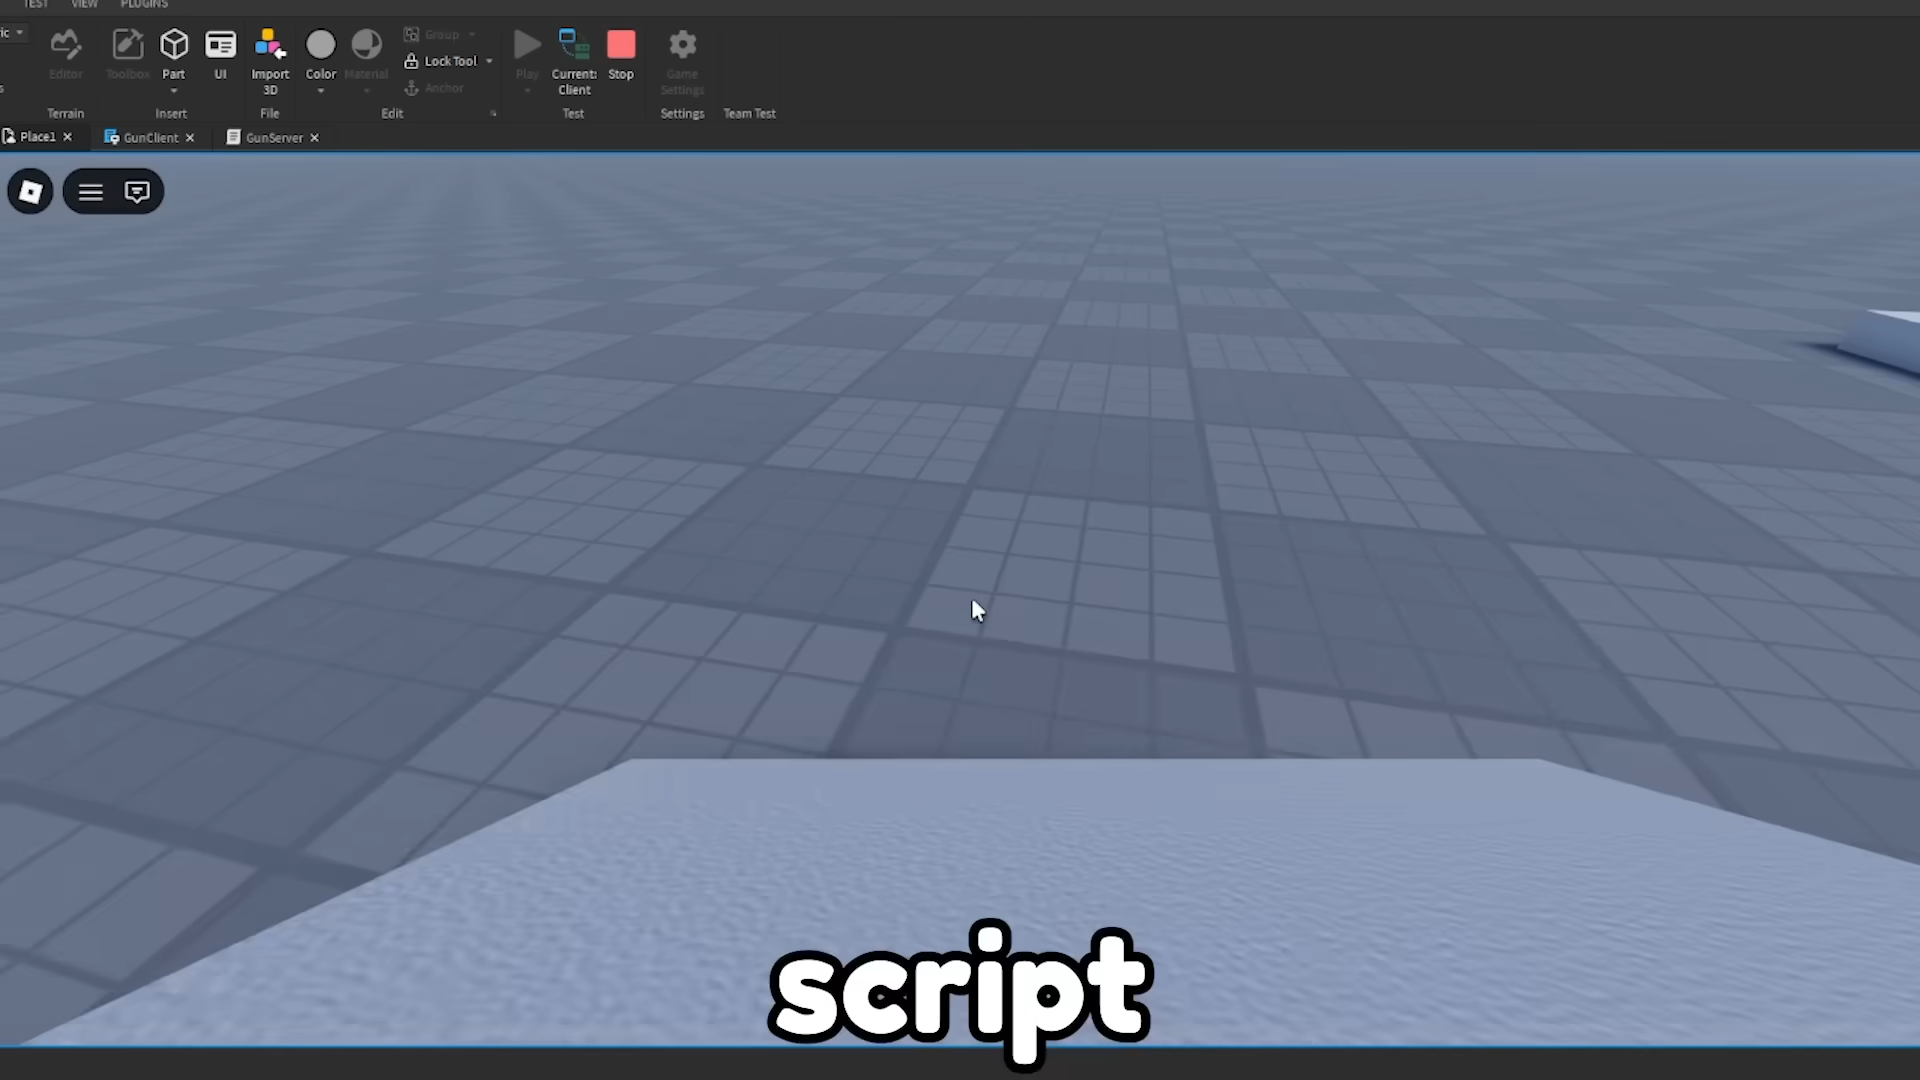 TEST VIEW PLUGINS
ic
Editor Toolbox Part UI Import 3D Color Material Group Lock Tool Anchor Play Current: Client Stop Game Settings
Terrain Insert File Edit Test Settings Team Test
Place1 GunClient GunServer
script